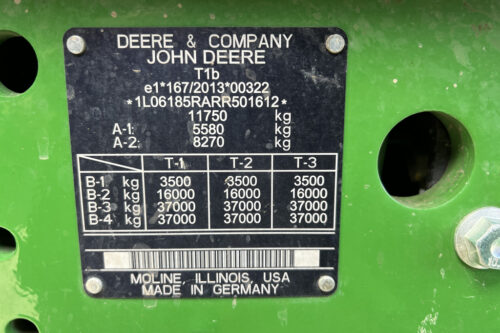 DEERE & COMPANY
JOHN DEERE
T1b
e1*167/2013*00322
*1L06185RARR501612*
11750 kg
A-1: 5580 kg
A-2: 8270 kg
T-1 T-2 T-3
B-1 kg 3500 3500 3500
B-2 kg 16000 16000 16000
B-3 kg 37000 37000 37000
B-4 kg 37000 37000 37000
MOLINE, ILLINOIS, USA
MADE IN GERMANY